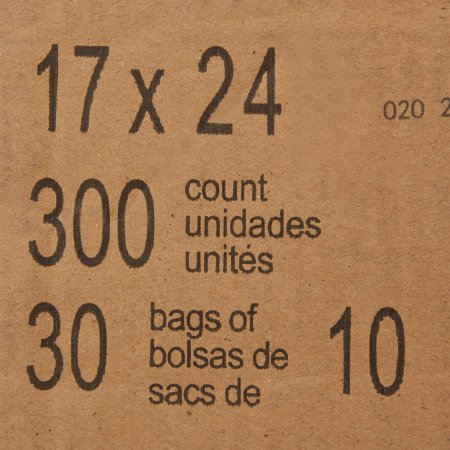 17 x 24
020
300 count
unidades
unités
30 bags of 10
bolsas de
sacs de